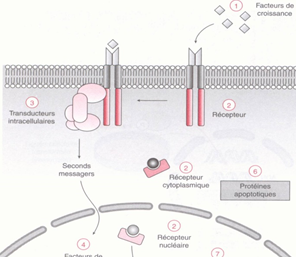 1
Facteurs de
croissance
3
Transducteurs
intracellulaires
2
Récepteur
Seconds
messagers
2
Récepteur
cytoplasmique
6
Protéines
apoptotiques
4
Facteurs de
2
Récepteur
nucléaire
7